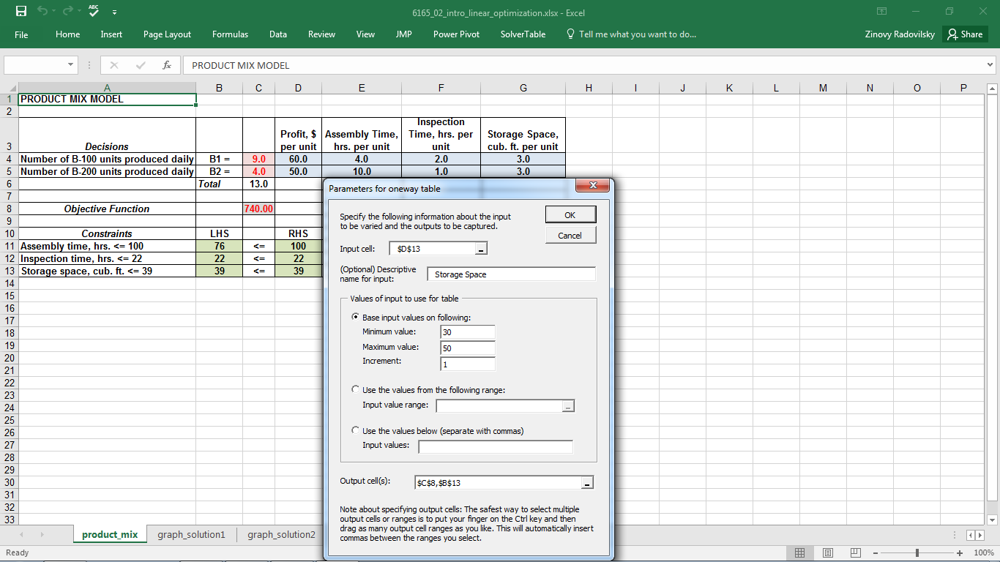 ABC
6165_02_intro_linear_optimization.xlsx - Excel
File Home Insert Page Layout Formulas Data Review View JMP Power Pivot SolverTable Tell me what you want to do... Zinovy Radovilsky Share
fx PRODUCT MIX MODEL
A B C D E F G H I J K L M N O P
1 PRODUCT MIX MODEL
2
3 Decisions Profit, $ per unit Assembly Time, hrs. per unit Inspection Time, hrs. per unit Storage Space, cub. ft. per unit
4 Number of B-100 units produced daily B1 = 9.0 60.0 4.0 2.0 3.0
5 Number of B-200 units produced daily B2 = 4.0 50.0 10.0 1.0 3.0
6 Total 13.0
7
8 Objective Function 740.00
9
10 Constraints LHS RHS
11 Assembly time, hrs. <= 100 76 <= 100
12 Inspection time, hrs. <= 22 22 <= 22
13 Storage space, cub. ft. <= 39 39 <= 39
14
15
16
17
18
19
20
21
22
23
24
25
26
27
28
29
30
31
32
33
Parameters for oneway table
Specify the following information about the input
to be varied and the outputs to be captured.
OK
Cancel
Input cell: $D$13
(Optional) Descriptive
name for input: Storage Space
Values of input to use for table
Base input values on following:
Minimum value: 30
Maximum value: 50
Increment: 1
Use the values from the following range:
Input value range:
Use the values below (separate with commas)
Input values:
Output cell(s): $C$8,$B$13
Note about specifying output cells: The safest way to select multiple
output cells or ranges is to put your finger on the Ctrl key and then
drag as many output cell ranges as you like. This will automatically insert
commas between the ranges you select.
product_mix graph_solution1 graph_solution2
Ready 100%